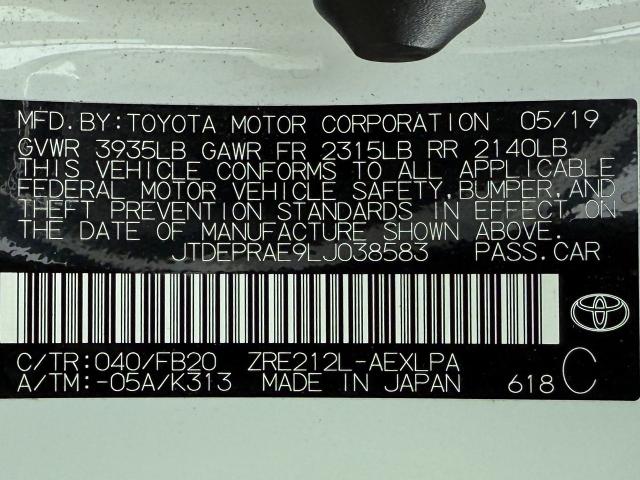 MFD.BY:TOYOTA MOTOR CORPORATION 05/19
GVWR 3935LB GAWR FR 2315LB RR 2140LB
THIS VEHICLE CONFORMS TO ALL APPLICABLE
FEDERAL MOTOR VEHICLE SAFETY,BUMPER,AND
THEFT PREVENTION STANDARDS IN EFFECT ON
THE DATE OF MANUFACTURE SHOWN ABOVE.
JTDEPRAE9LJ038583 PASS.CAR
C/TR:040/FB20 ZRE212L-AEXLPA
A/TM:-05A/K313 MADE IN JAPAN 618 C